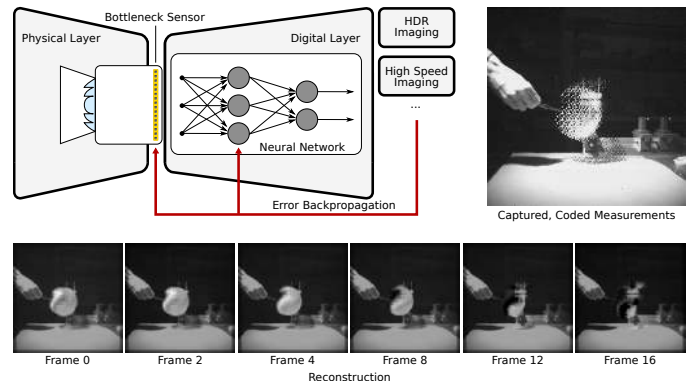 Bottleneck Sensor
Physical Layer
Digital Layer
HDR
Imaging
High Speed
Imaging
...
Neural Network
Error Backpropagation
Captured, Coded Measurements
Frame 0
Frame 2
Frame 4
Frame 8
Frame 12
Frame 16
Reconstruction